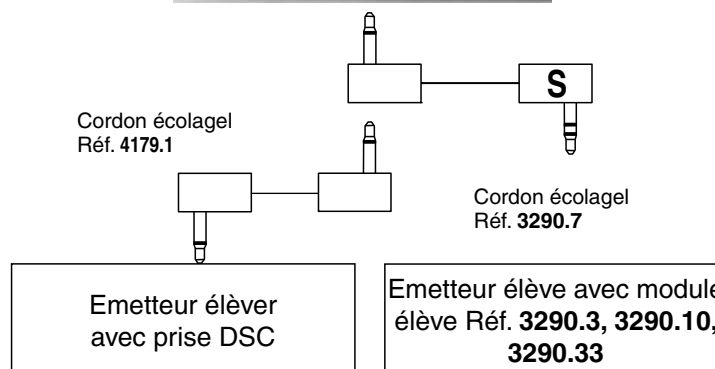 S
Cordon écolagel
Réf. 4179.1
Cordon écolagel
Réf. 3290.7
Emetteur élèver
avec prise DSC
Emetteur élève avec module
élève Réf. 3290.3, 3290.10,
3290.33